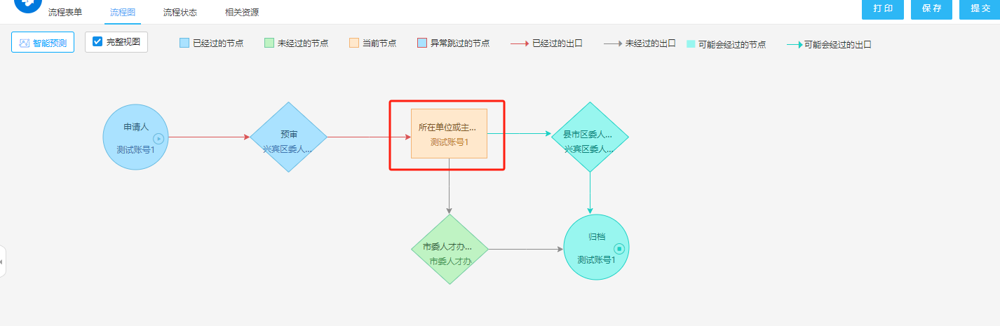 流程表单
流程图
流程状态
相关资源
打印
保存
提交
智能预测
完整视图
已经过的节点
未经过的节点
当前节点
异常跳过的节点
已经过的出口
未经过的出口
可能会经过的节点
可能会经过的出口
申请人
测试账号1
预审
兴宾区委人...
所在单位或主...
测试账号1
县市区委人...
兴宾区委人...
市委人才办...
市委人才办
归档
测试账号1